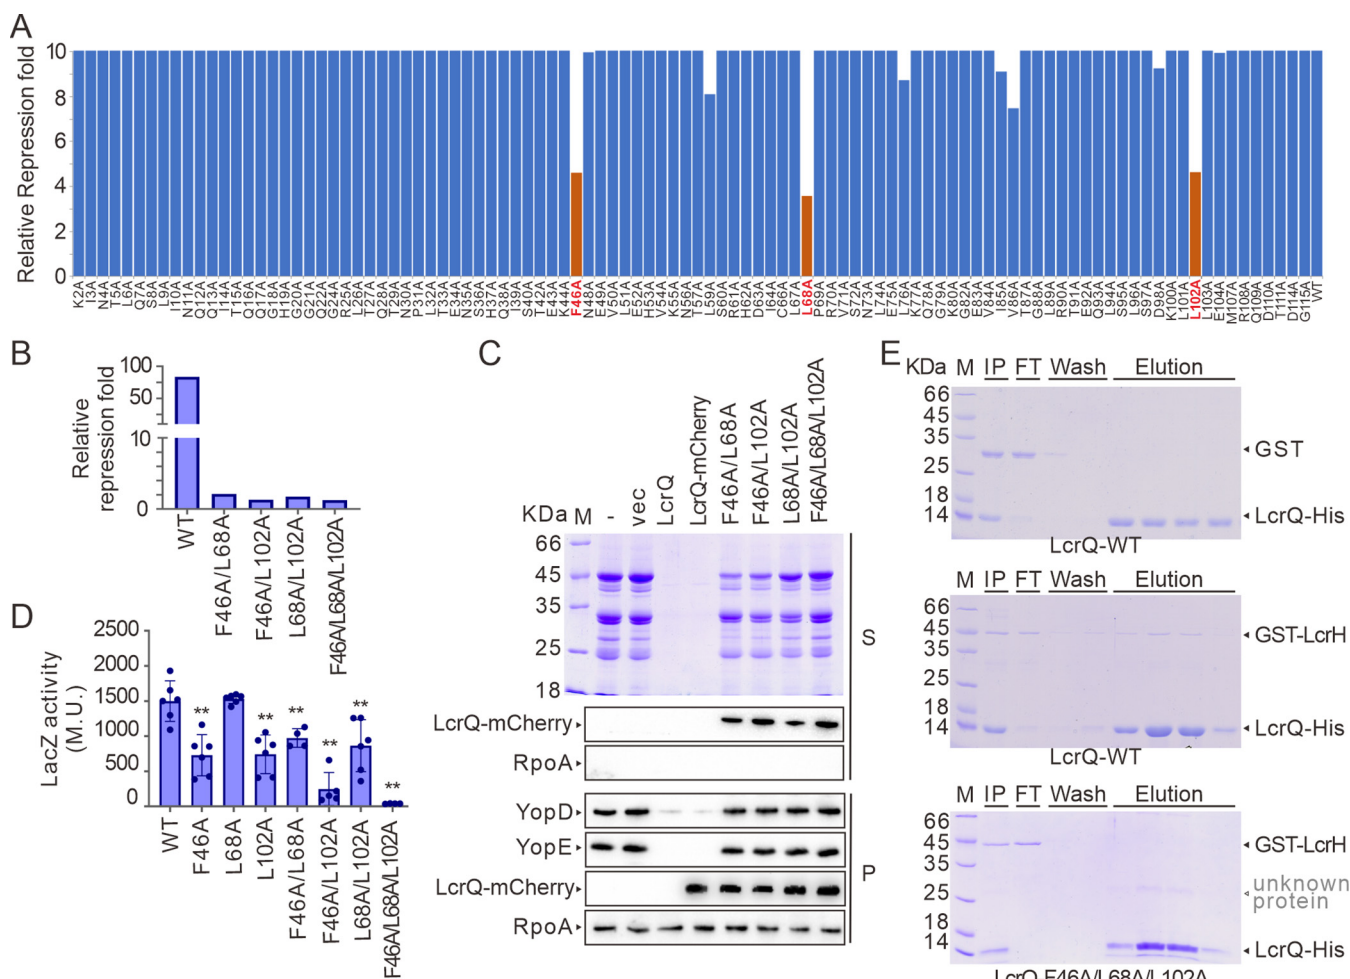 A
Relative Repression fold
10
8
6
4
2
0
K2A I3A N4A T5A L6A Q7A S8A L9A I10A N11A Q12A Q13A I14A T15A Q16A Q17A G18A H19A G20A L21A Q22A G24A R25A L26A T27A Q28A T29A N30A P31A L32A T33A E34A N35A S36A H37A Q38A I39A S40A T42A E43A K44A F46A N48A E49A V50A L51A E52A H53A V54A K55A N56A T57A L59A S60A R61A H62A D63A I64A C66A L67A L68A P69A R70A V71A S72A N73A L74A E75A L76A K77A Q78A G79A K80A G82A E83A V84A I85A V86A T87A G88A L89A R90A T91A E92A Q93A L94A S95A L96A S97A D98A K100A L101A L102A L103A E104A M107A R108A Q109A D110A T111A D114A G115A WT
B
Relative
repression fold
100
50
10
0
WT
F46A/L68A
F46A/L102A
L68A/L102A
F46A/L68A/L102A
C
KDa M - vec LcrQ LcrQ-mCherry F46A/L68A F46A/L102A L68A/L102A F46A/L68A/L102A
66
45
35
25
18
S
LcrQ-mCherry
RpoA
YopD
YopE
LcrQ-mCherry
RpoA
P
D
LacZ activity
(M.U.)
2500
2000
1500
1000
500
0
** ** ** ** ** **
WT
F46A
L68A
L102A
F46A/L68A
F46A/L102A
L68A/L102A
F46A/L68A/L102A
E
KDa M IP FT Wash Elution
66
45
35
25
18
14
GST
LcrQ-His
LcrQ-WT
M IP FT Wash Elution
66
45
35
25
18
14
GST-LcrH
LcrQ-His
LcrQ-WT
M IP FT Wash Elution
66
45
35
25
18
14
GST-LcrH
unknown
protein
LcrQ-His
LcrQ F46A/L68A/L102A